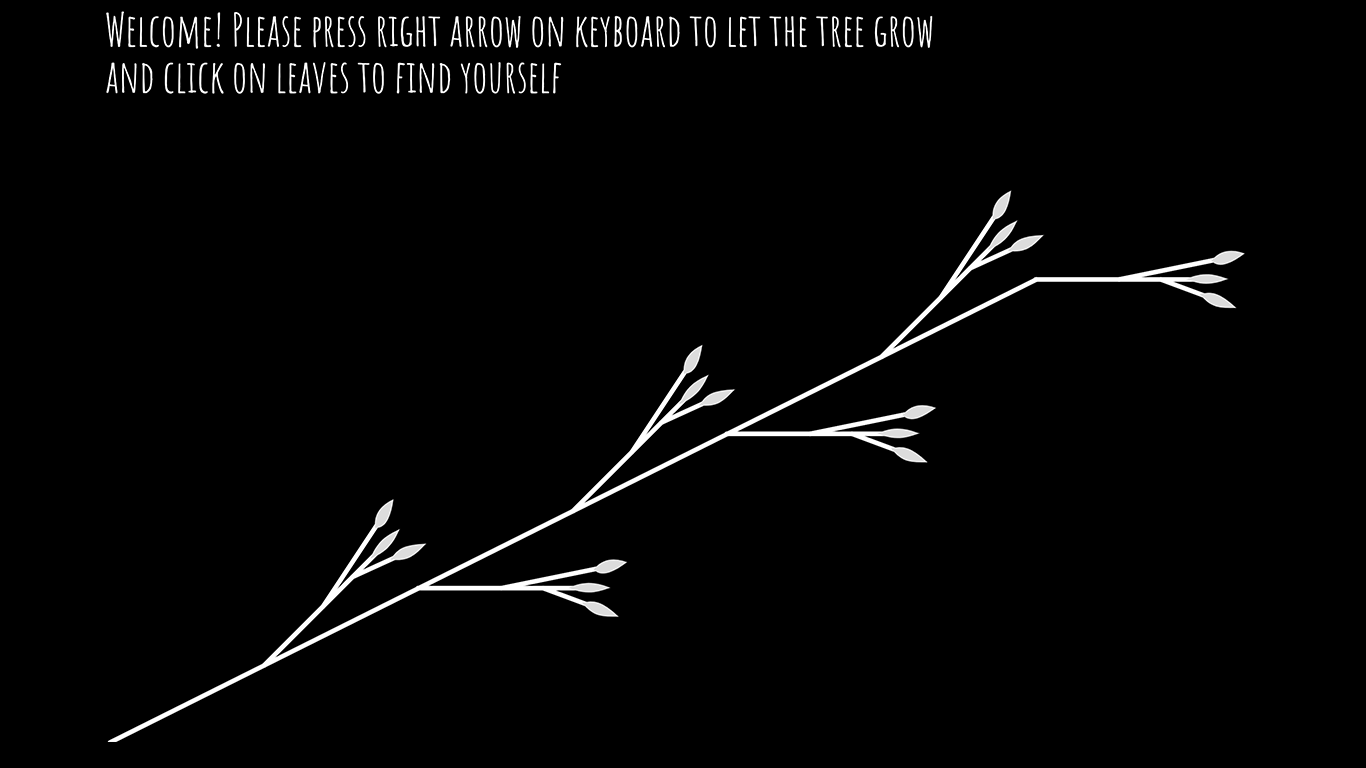 Welcome! Please press right arrow on keyboard to let the tree grow
and click on leaves to find yourself